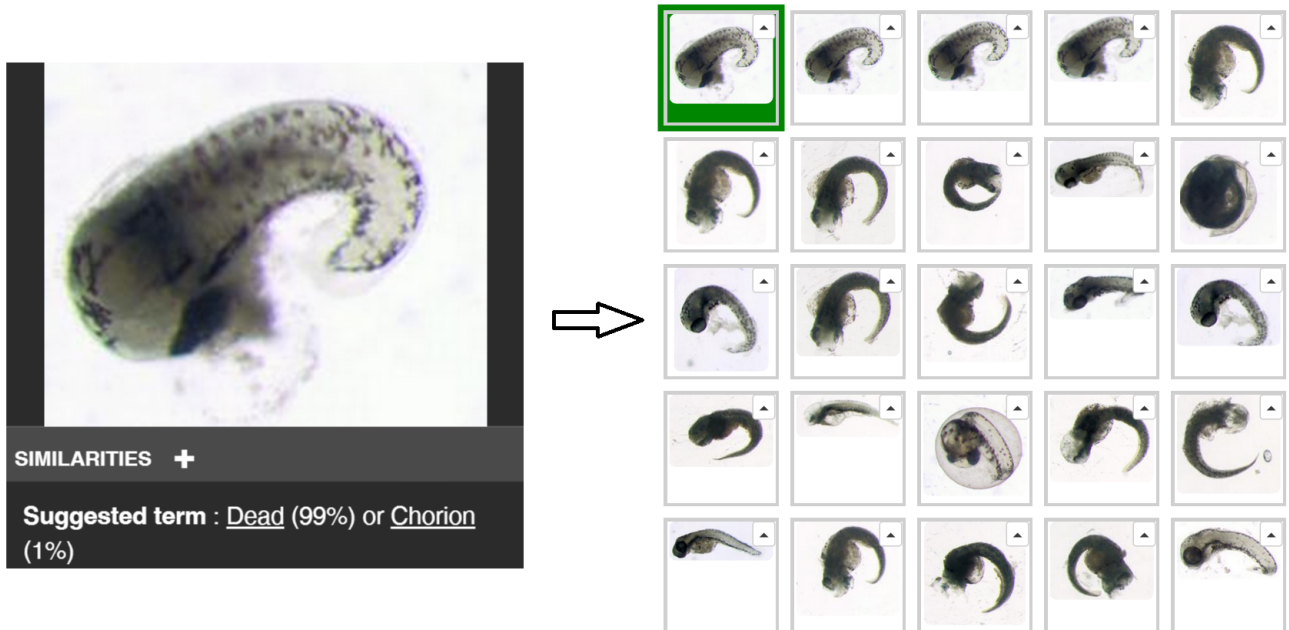 SIMILARITIES +
Suggested term : Dead (99%) or Chorion
(1%)